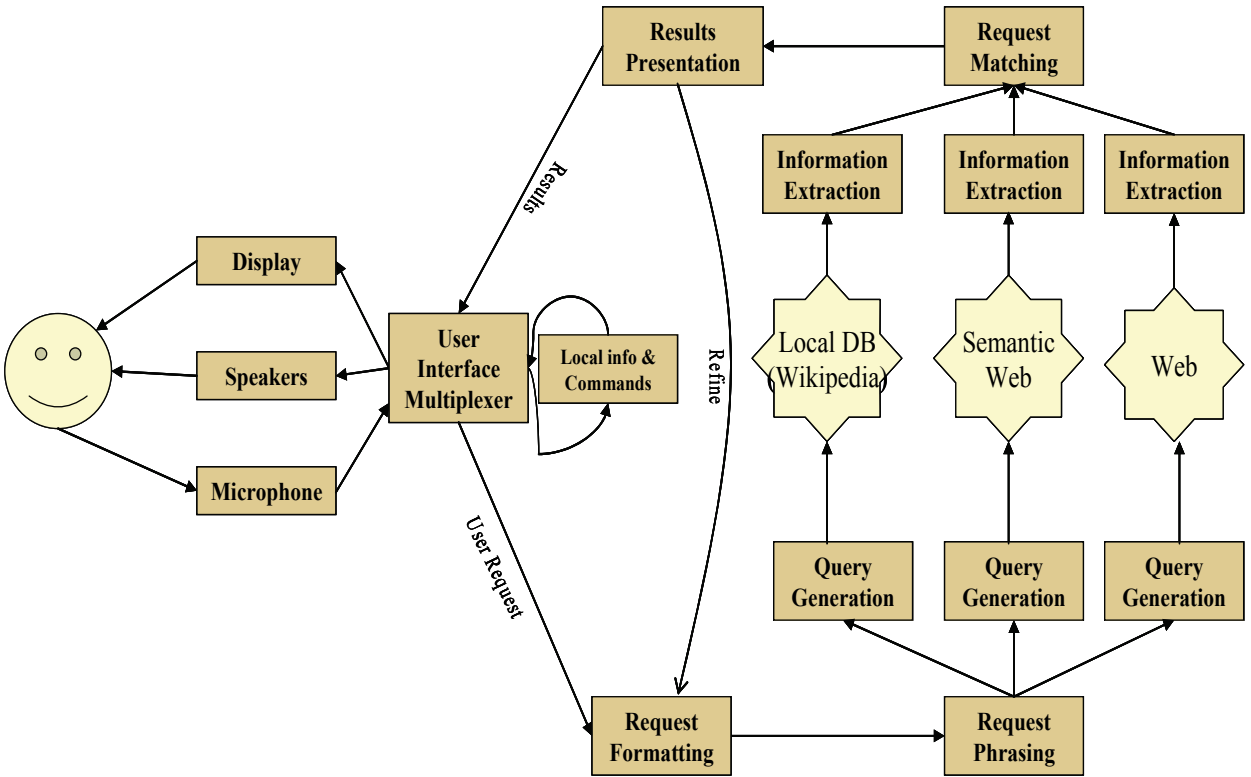 Results
Presentation
Request
Matching
Information
Extraction
Information
Extraction
Information
Extraction
Results
Display
Speakers
Microphone
User
Interface
Multiplexer
Local info &
Commands
Refine
Local DB
(Wikipedia)
Semantic
Web
Web
User Request
Query
Generation
Query
Generation
Query
Generation
Request
Formatting
Request
Phrasing